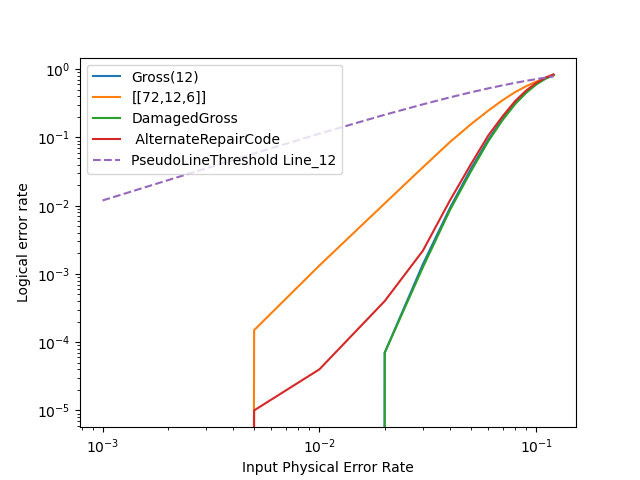 Gross(12)
[[72,12,6]]
DamagedGross
AlternateRepairCode
PseudoLineThreshold Line_12
10⁰
10⁻¹
10⁻²
10⁻³
10⁻⁴
10⁻⁵
Logical error rate
10⁻³
10⁻²
10⁻¹
Input Physical Error Rate